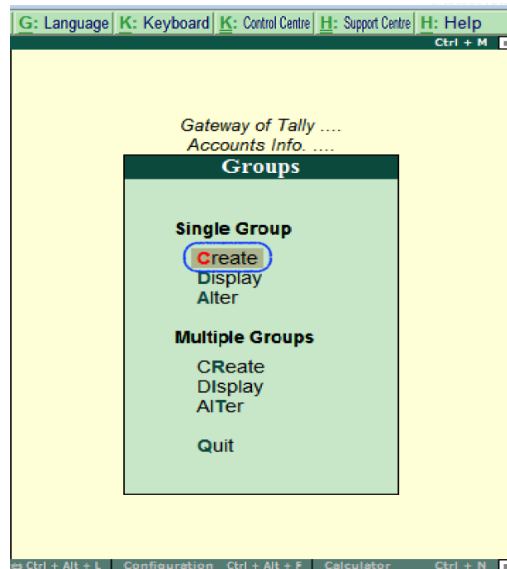 G: Language K: Keyboard K: Control Centre H: Support Centre H: Help
Ctrl + M
Gateway of Tally ....
Accounts Info. ....
Groups
Single Group
Create
Display
Alter
Multiple Groups
CReate
DIsplay
AlTer
Quit
Ctrl + Alt + L Configuration Ctrl + Alt + F Calculator Ctrl + N